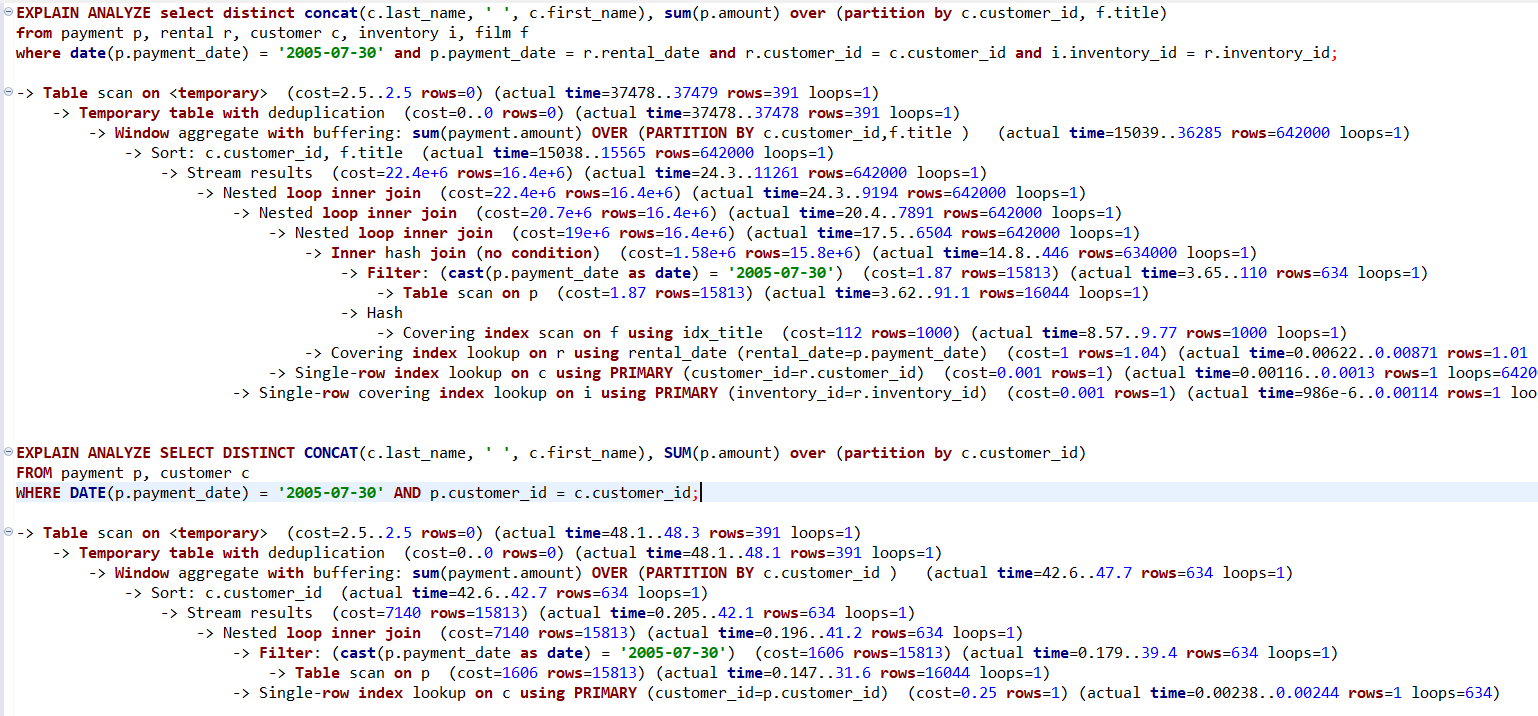 EXPLAIN ANALYZE select distinct concat(c.last_name, ' ', c.first_name), sum(p.amount) over (partition by c.customer_id, f.title)
from payment p, rental r, customer c, inventory i, film f
where date(p.payment_date) = '2005-07-30' and p.payment_date = r.rental_date and r.customer_id = c.customer_id and i.inventory_id = r.inventory_id;
-> Table scan on <temporary>  (cost=2.5..2.5 rows=0) (actual time=37478..37479 rows=391 loops=1)
-> Temporary table with deduplication  (cost=0..0 rows=0) (actual time=37478..37478 rows=391 loops=1)
-> Window aggregate with buffering: sum(payment.amount) OVER (PARTITION BY c.customer_id,f.title )   (actual time=15039..36285 rows=642000 loops=1)
-> Sort: c.customer_id, f.title  (actual time=15038..15565 rows=642000 loops=1)
-> Stream results  (cost=22.4e+6 rows=16.4e+6) (actual time=24.3..11261 rows=642000 loops=1)
-> Nested loop inner join  (cost=22.4e+6 rows=16.4e+6) (actual time=24.3..9194 rows=642000 loops=1)
-> Nested loop inner join  (cost=20.7e+6 rows=16.4e+6) (actual time=20.4..7891 rows=642000 loops=1)
-> Nested loop inner join  (cost=19e+6 rows=16.4e+6) (actual time=17.5..6504 rows=642000 loops=1)
-> Inner hash join (no condition)  (cost=1.58e+6 rows=15.8e+6) (actual time=14.8..446 rows=634000 loops=1)
-> Filter: (cast(p.payment_date as date) = '2005-07-30')  (cost=1.87 rows=15813) (actual time=3.65..110 rows=634 loops=1)
-> Table scan on p  (cost=1.87 rows=15813) (actual time=3.62..91.1 rows=16044 loops=1)
-> Hash
-> Covering index scan on f using idx_title  (cost=112 rows=1000) (actual time=8.57..9.77 rows=1000 loops=1)
-> Covering index lookup on r using rental_date (rental_date=p.payment_date)  (cost=1 rows=1.04) (actual time=0.00622..0.00871 rows=1.01
-> Single-row index lookup on c using PRIMARY (customer_id=r.customer_id)  (cost=0.001 rows=1) (actual time=0.00116..0.0013 rows=1 loops=6420
-> Single-row covering index lookup on i using PRIMARY (inventory_id=r.inventory_id)  (cost=0.001 rows=1) (actual time=986e-6..0.00114 rows=1 loo
EXPLAIN ANALYZE SELECT DISTINCT CONCAT(c.last_name, ' ', c.first_name), SUM(p.amount) over (partition by c.customer_id)
FROM payment p, customer c
WHERE DATE(p.payment_date) = '2005-07-30' AND p.customer_id = c.customer_id;
-> Table scan on <temporary>  (cost=2.5..2.5 rows=0) (actual time=48.1..48.3 rows=391 loops=1)
-> Temporary table with deduplication  (cost=0..0 rows=0) (actual time=48.1..48.1 rows=391 loops=1)
-> Window aggregate with buffering: sum(payment.amount) OVER (PARTITION BY c.customer_id )   (actual time=42.6..47.7 rows=634 loops=1)
-> Sort: c.customer_id  (actual time=42.6..42.7 rows=634 loops=1)
-> Stream results  (cost=7140 rows=15813) (actual time=0.205..42.1 rows=634 loops=1)
-> Nested loop inner join  (cost=7140 rows=15813) (actual time=0.196..41.2 rows=634 loops=1)
-> Filter: (cast(p.payment_date as date) = '2005-07-30')  (cost=1606 rows=15813) (actual time=0.179..39.4 rows=634 loops=1)
-> Table scan on p  (cost=1606 rows=15813) (actual time=0.147..31.6 rows=16044 loops=1)
-> Single-row index lookup on c using PRIMARY (customer_id=p.customer_id)  (cost=0.25 rows=1) (actual time=0.00238..0.00244 rows=1 loops=634)